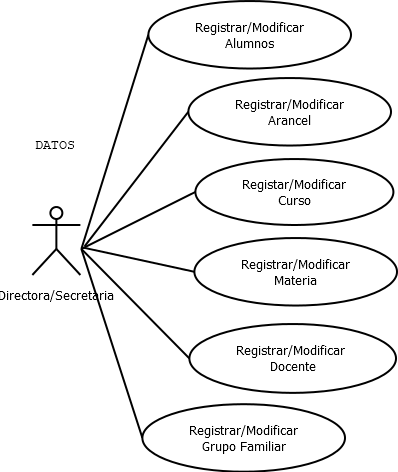 Registrar/Modificar
Alumnos
Registrar/Modificar
Arancel
DATOS
Registar/Modificar
Curso
Registrar/Modificar
Materia
Directora/Secretaria
Registrar/Modificar
Docente
Registrar/Modificar
Grupo Familiar